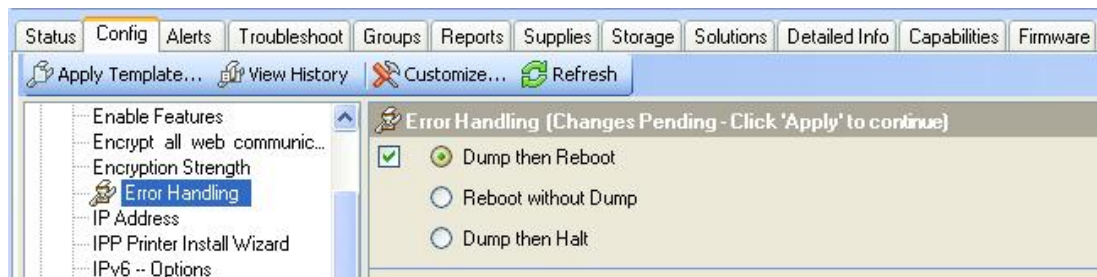 Status Config Alerts Troubleshoot Groups Reports Supplies Storage Solutions Detailed Info Capabilities Firmware
Apply Template... View History Customize... Refresh
Enable Features
Encrypt all web communic...
Encryption Strength
Error Handling
IP Address
IPP Printer Install Wizard
IPv6 -- Options
Error Handling (Changes Pending - Click 'Apply' to continue)
Dump then Reboot
Reboot without Dump
Dump then Halt